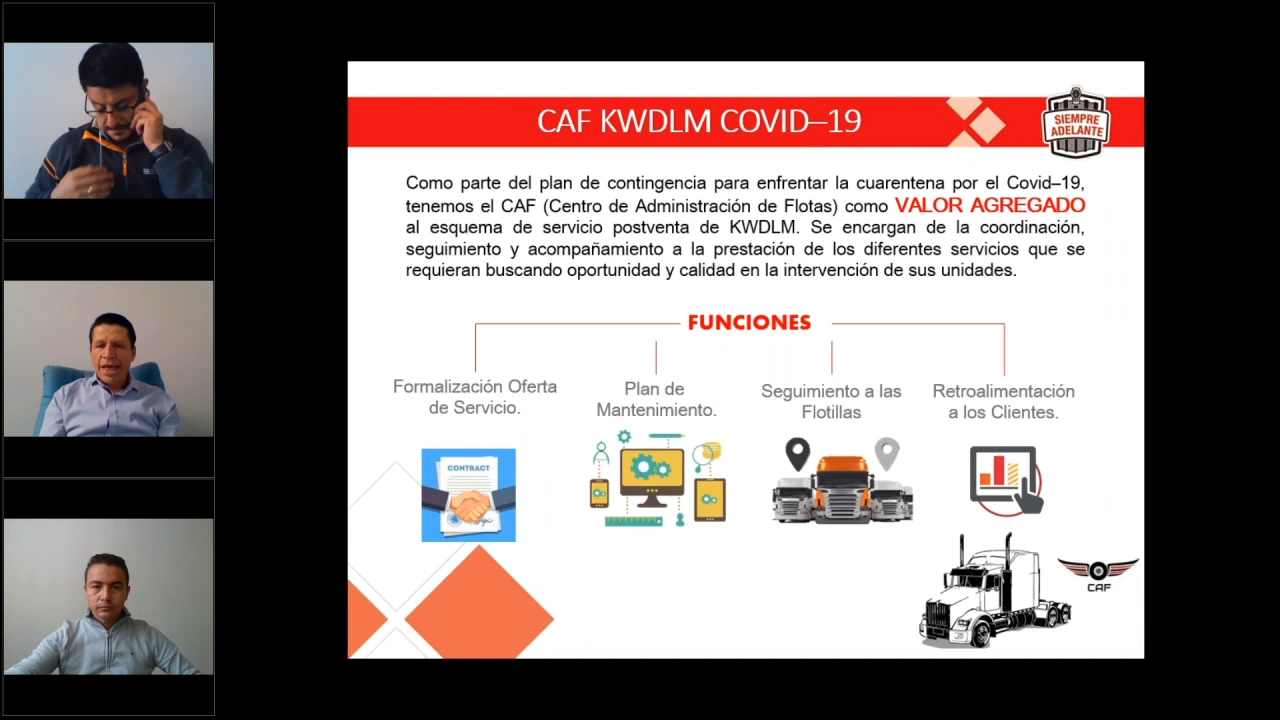 CAF KWDLM COVID–19
SIEMPRE
ADELANTE
Como parte del plan de contingencia para enfrentar la cuarentena por el Covid–19,
tenemos el CAF (Centro de Administración de Flotas) como VALOR AGREGADO
al esquema de servicio postventa de KWDLM. Se encargan de la coordinación,
seguimiento y acompañamiento a la prestación de los diferentes servicios que se
requieran buscando oportunidad y calidad en la intervención de sus unidades.
FUNCIONES
Formalización Oferta
de Servicio.
Plan de
Mantenimiento.
Seguimiento a las
Flotillas
Retroalimentación
a los Clientes.
CONTRACT
CAF